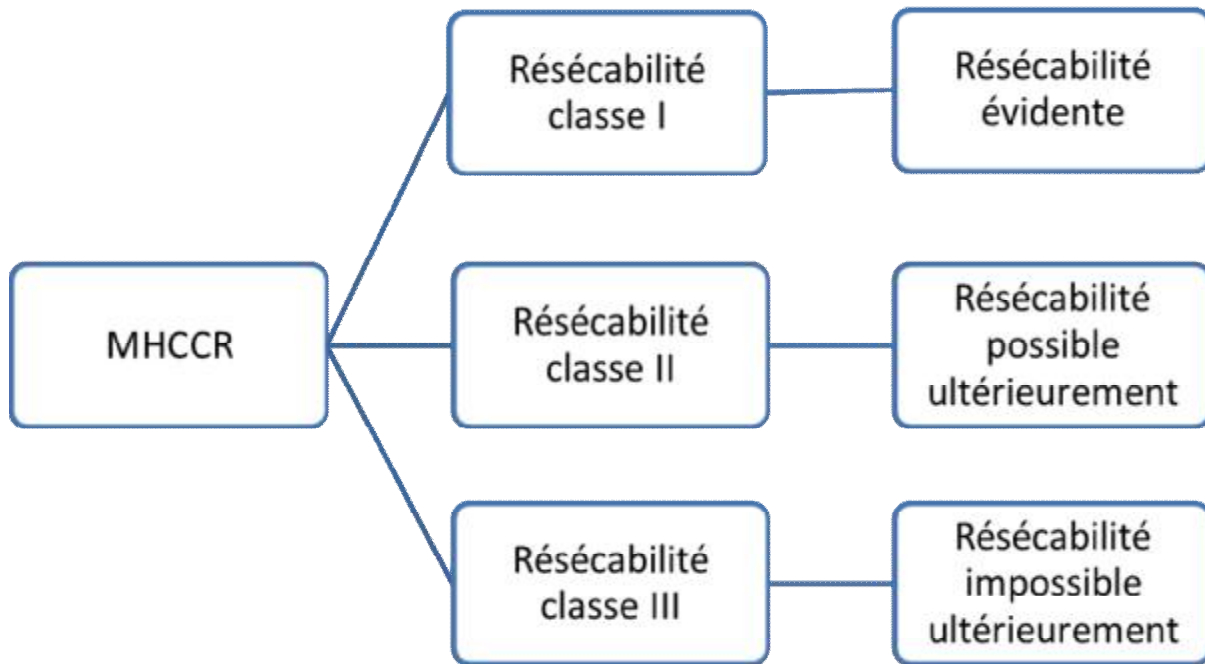 MHCCR
Résécabilité
classe I
Résécabilité
évidente
Résécabilité
classe II
Résécabilité
possible
ultérieurement
Résécabilité
classe III
Résécabilité
impossible
ultérieurement